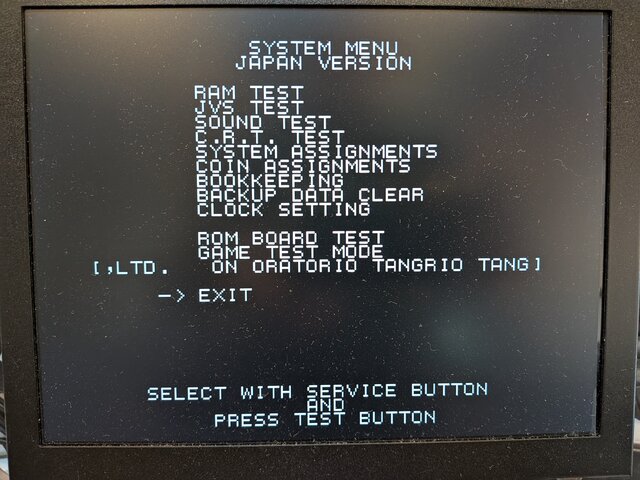 SYSTEM MENU
JAPAN VERSION
RAM TEST
JVS TEST
SOUND TEST
C.R.T. TEST
SYSTEM ASSIGNMENTS
COIN ASSIGNMENTS
BOOKKEEPING
BACKUP DATA CLEAR
CLOCK SETTING
ROM BOARD TEST
GAME TEST MODE
[,LTD. ON ORATORIO TANGRIO TANG]
-> EXIT
SELECT WITH SERVICE BUTTON
AND
PRESS TEST BUTTON